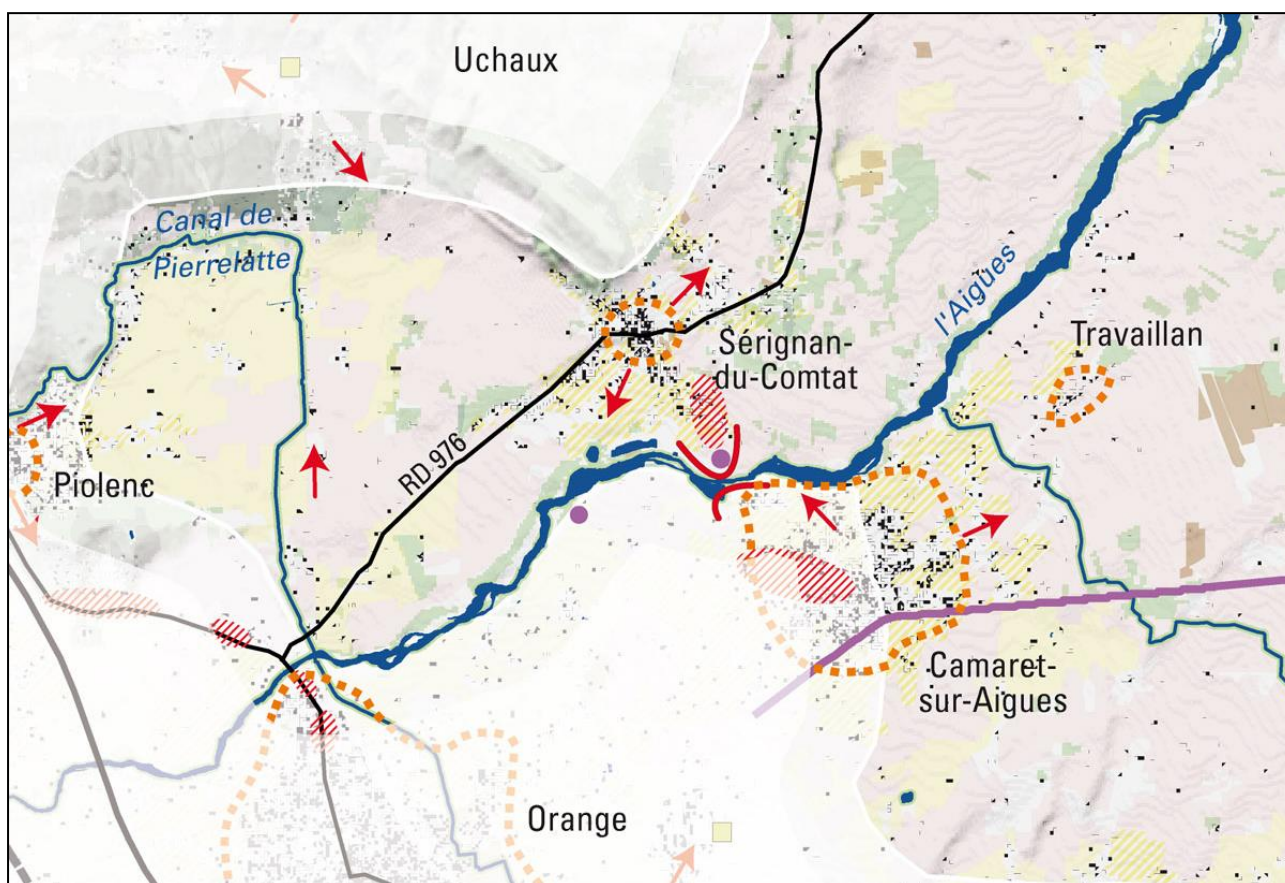 Uchaux
Canal de
Pierrelatte
l'Aigues
Travaillan
Sérignan-
du-Comtat
RD 976
Piolenc
Camaret-
sur-Aigues
Orange